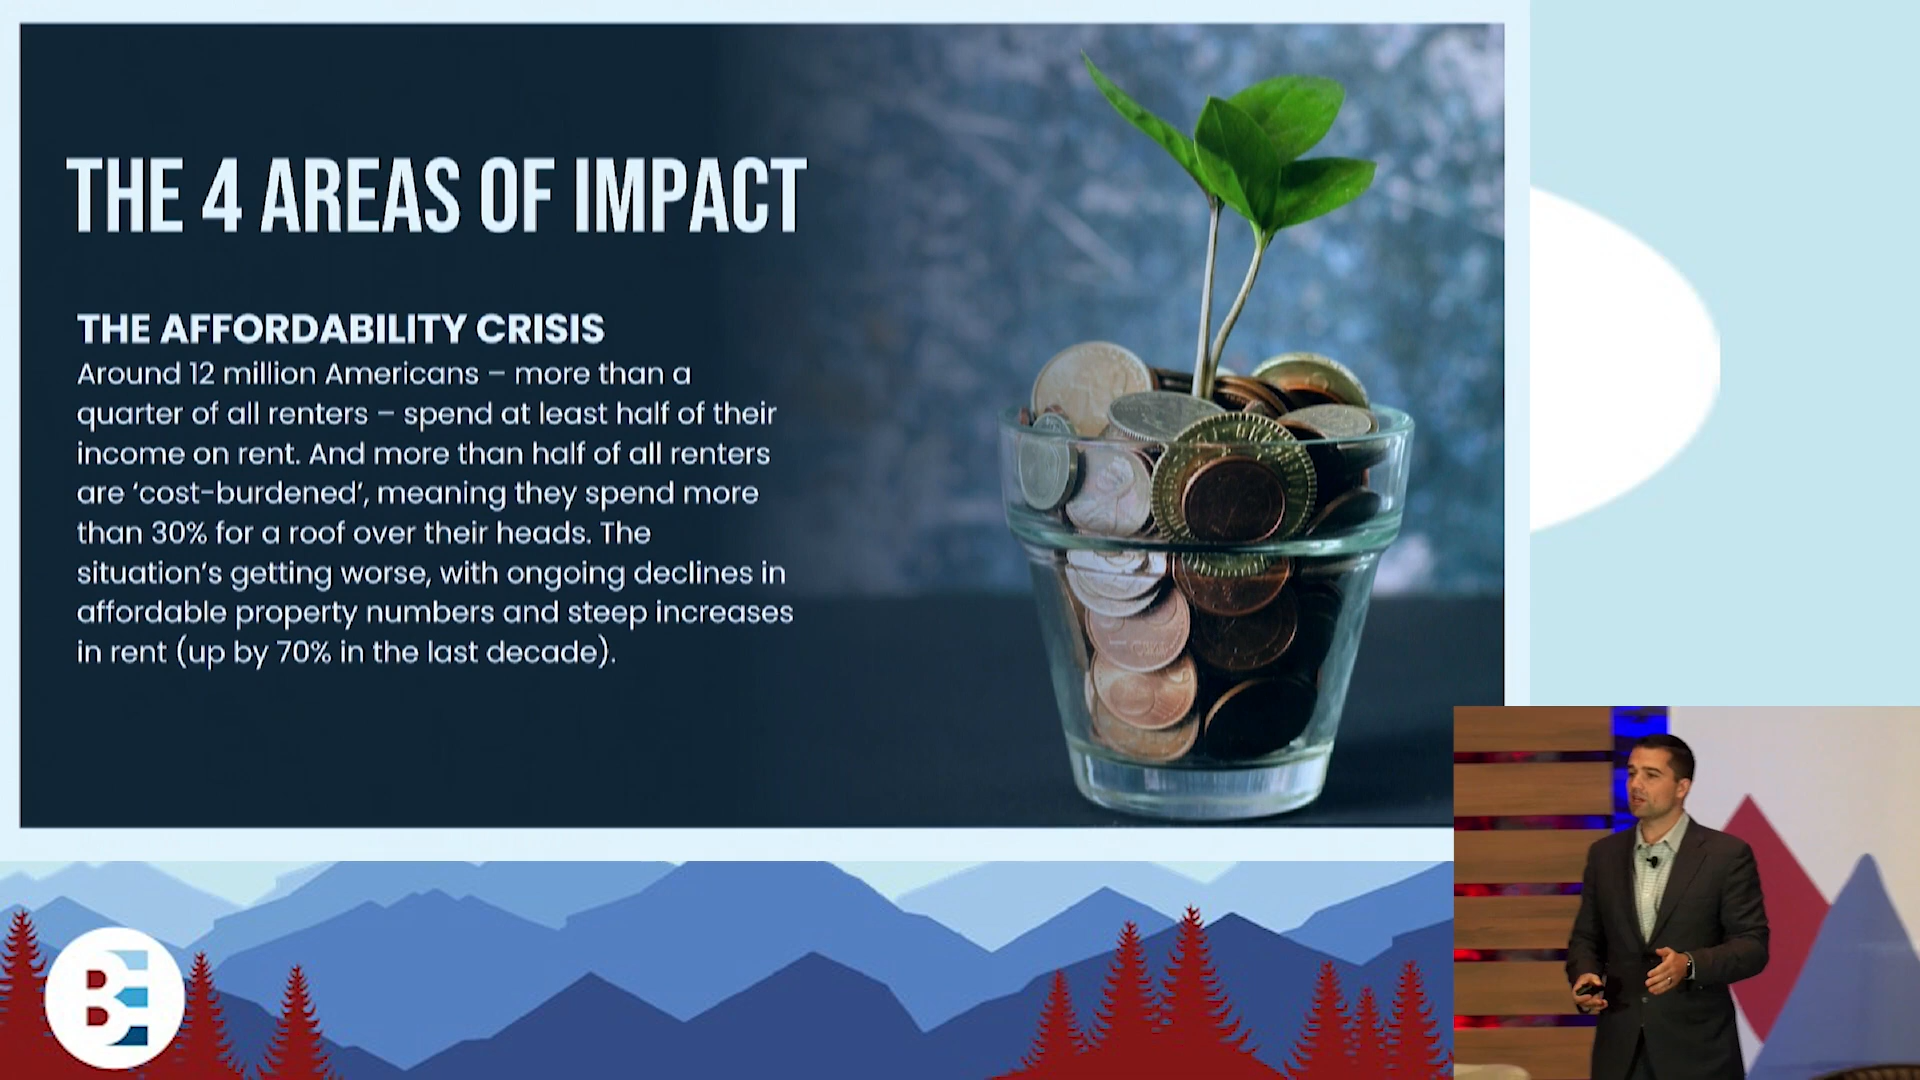 THE 4 AREAS OF IMPACT
THE AFFORDABILITY CRISIS
Around 12 million Americans – more than a
quarter of all renters – spend at least half of their
income on rent. And more than half of all renters
are ‘cost-burdened’, meaning they spend more
than 30% for a roof over their heads. The
situation‘s getting worse, with ongoing declines in
affordable property numbers and steep increases
in rent (up by 70% in the last decade).
BE